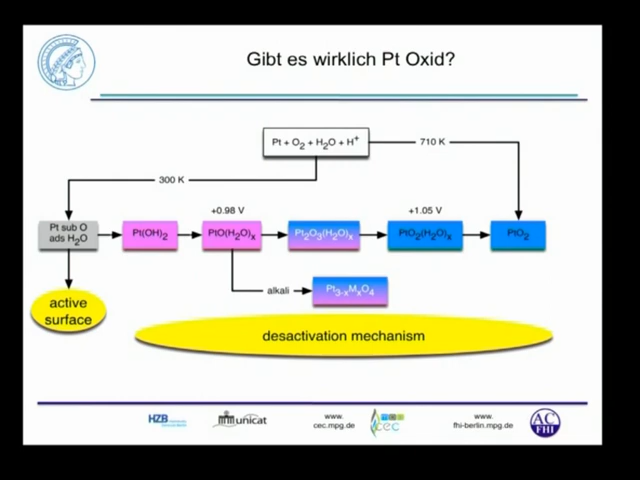 Gibt es wirklich Pt Oxid?
Pt + O2 + H2O + H+
710 K
300 K
+0.98 V
+1.05 V
Pt sub O
ads H2O
Pt(OH)2
PtO(H2O)x
Pt2O3(H2O)x
PtO2(H2O)x
PtO2
alkali
Pt3-xMxO4
active
surface
desactivation mechanism
HZB
unicat
www.
cec.mpg.de
cec
www.
fhi-berlin.mpg.de
AC
FHI